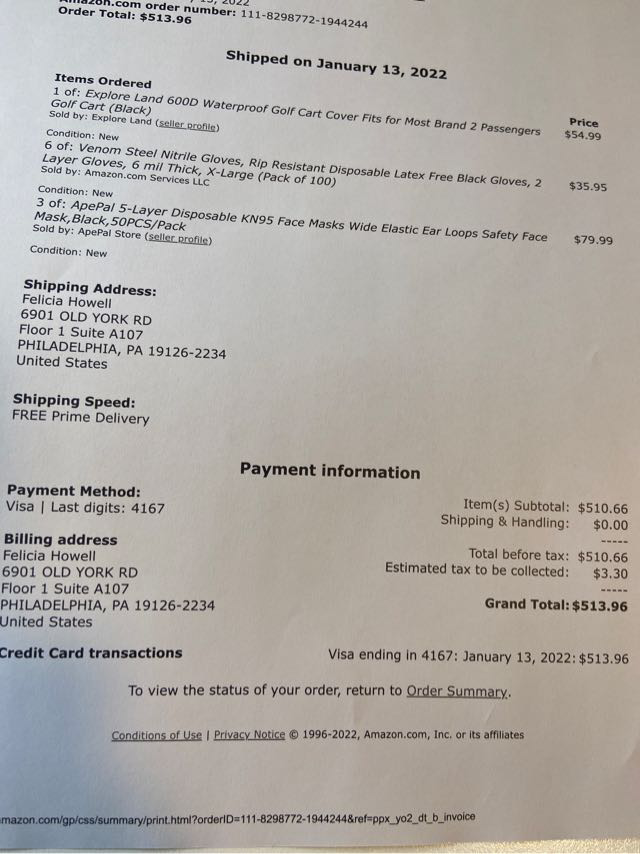 15, 2022
Amazon.com order number: 111-8298772-1944244
Order Total: $513.96
Shipped on January 13, 2022
Items Ordered
Price
1 of: Explore Land 600D Waterproof Golf Cart Cover Fits for Most Brand 2 Passengers
$54.99
Golf Cart (Black)
Sold by: Explore Land (seller profile)
Condition: New
6 of: Venom Steel Nitrile Gloves, Rip Resistant Disposable Latex Free Black Gloves, 2
$35.95
Layer Gloves, 6 mil Thick, X-Large (Pack of 100)
Sold by: Amazon.com Services LLC
Condition: New
3 of: ApePal 5-Layer Disposable KN95 Face Masks Wide Elastic Ear Loops Safety Face
$79.99
Mask,Black,50PCS/Pack
Sold by: ApePal Store (seller profile)
Condition: New
Shipping Address:
Felicia Howell
6901 OLD YORK RD
Floor 1 Suite A107
PHILADELPHIA, PA 19126-2234
United States
Shipping Speed:
FREE Prime Delivery
Payment information
Payment Method:
Visa | Last digits: 4167
Billing address
Felicia Howell
6901 OLD YORK RD
Floor 1 Suite A107
PHILADELPHIA, PA 19126-2234
United States
Item(s) Subtotal: $510.66
Shipping & Handling: $0.00
-----
Total before tax: $510.66
Estimated tax to be collected: $3.30
-----
Grand Total: $513.96
Credit Card transactions
Visa ending in 4167: January 13, 2022: $513.96
To view the status of your order, return to Order Summary.
Conditions of Use | Privacy Notice © 1996-2022, Amazon.com, Inc. or its affiliates
mazon.com/gp/css/summary/print.html?orderID=111-8298772-1944244&ref=ppx_yo2_dt_b_invoice